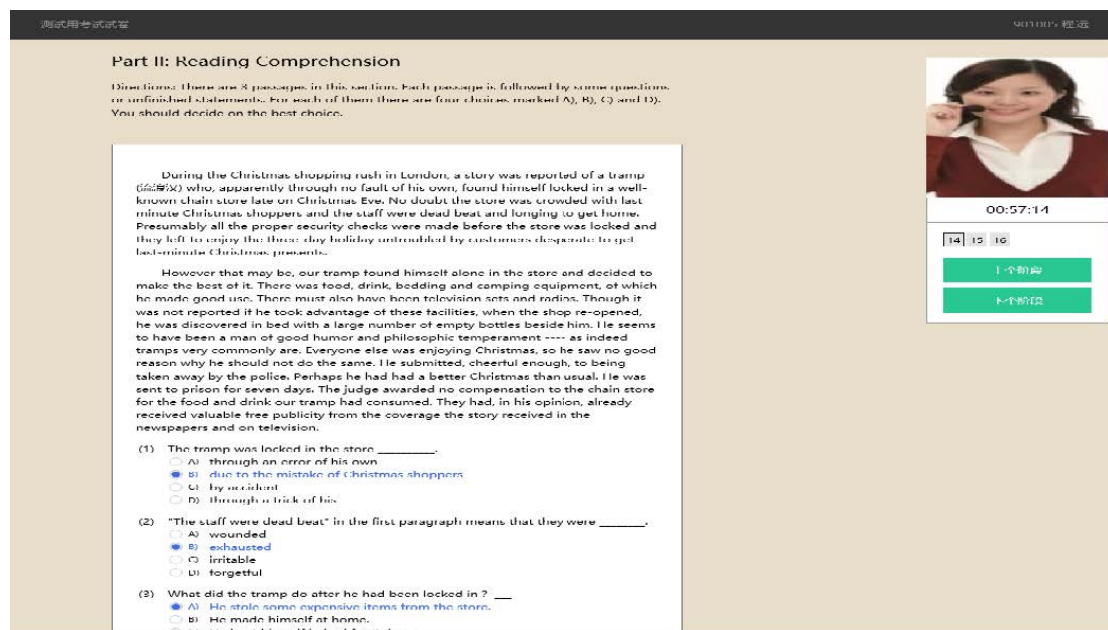 测试用考试试卷
901005 程远
Part II: Reading Comprehension
Directions: There are 8 passages in this section. Each passage is followed by some questions
or unfinished statements. For each of them there are four choices marked A), B), C) and D).
You should decide on the best choice.
During the Christmas shopping rush in London, a story was reported of a tramp
(流浪汉) who, apparently through no fault of his own, found himself locked in a well-
known chain store late on Christmas Eve. No doubt the store was crowded with last
minute Christmas shoppers and the staff were dead beat and longing to get home.
Presumably all the proper security checks were made before the store was locked and
they left to enjoy the three-day holiday untroubled by customers desperate to get
last-minute Christmas presents.
However that may be, our tramp found himself alone in the store and decided to
make the best of it. There was food, drink, bedding and camping equipment, of which
he made good use. There must also have been television sets and radios. Though it
was not reported if he took advantage of these facilities, when the shop re-opened,
he was discovered in bed with a large number of empty bottles beside him. He seems
to have been a man of good humor and philosophic temperament ---- as indeed
tramps very commonly are. Everyone else was enjoying Christmas, so he saw no good
reason why he should not do the same. He submitted, cheerful enough, to being
taken away by the police. Perhaps he had had a better Christmas than usual. He was
sent to prison for seven days. The judge awarded no compensation to the chain store
for the food and drink our tramp had consumed. They had, in his opinion, already
received valuable free publicity from the coverage the story received in the
newspapers and on television.
(1) The tramp was locked in the store ________.
A) through an error of his own
B) due to the mistake of Christmas shoppers
C) by accident
D) through a trick of his
(2) "The staff were dead beat" in the first paragraph means that they were _______.
A) wounded
B) exhausted
C) irritable
D) forgetful
(3) What did the tramp do after he had been locked in ? __
A) He stole some expensive items from the store.
B) He made himself at home.
00:57:14
14 15 16
上个阶段
下个阶段